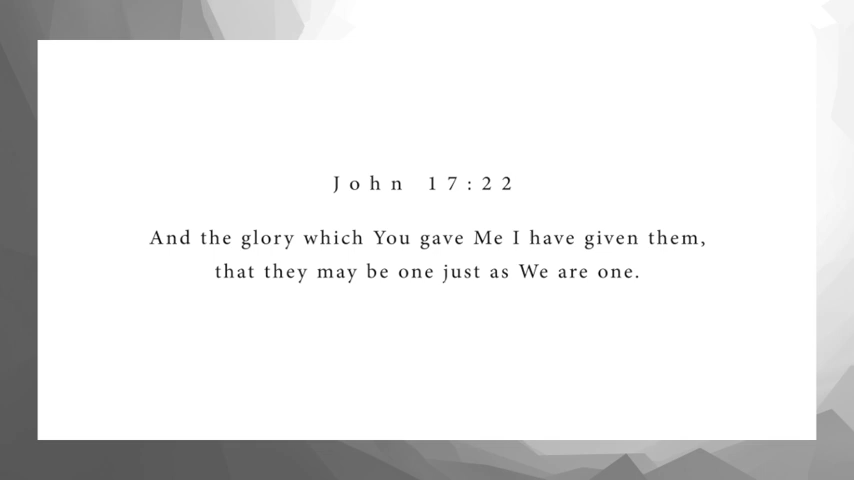 John 17:22
And the glory which You gave Me I have given them,
that they may be one just as We are one.